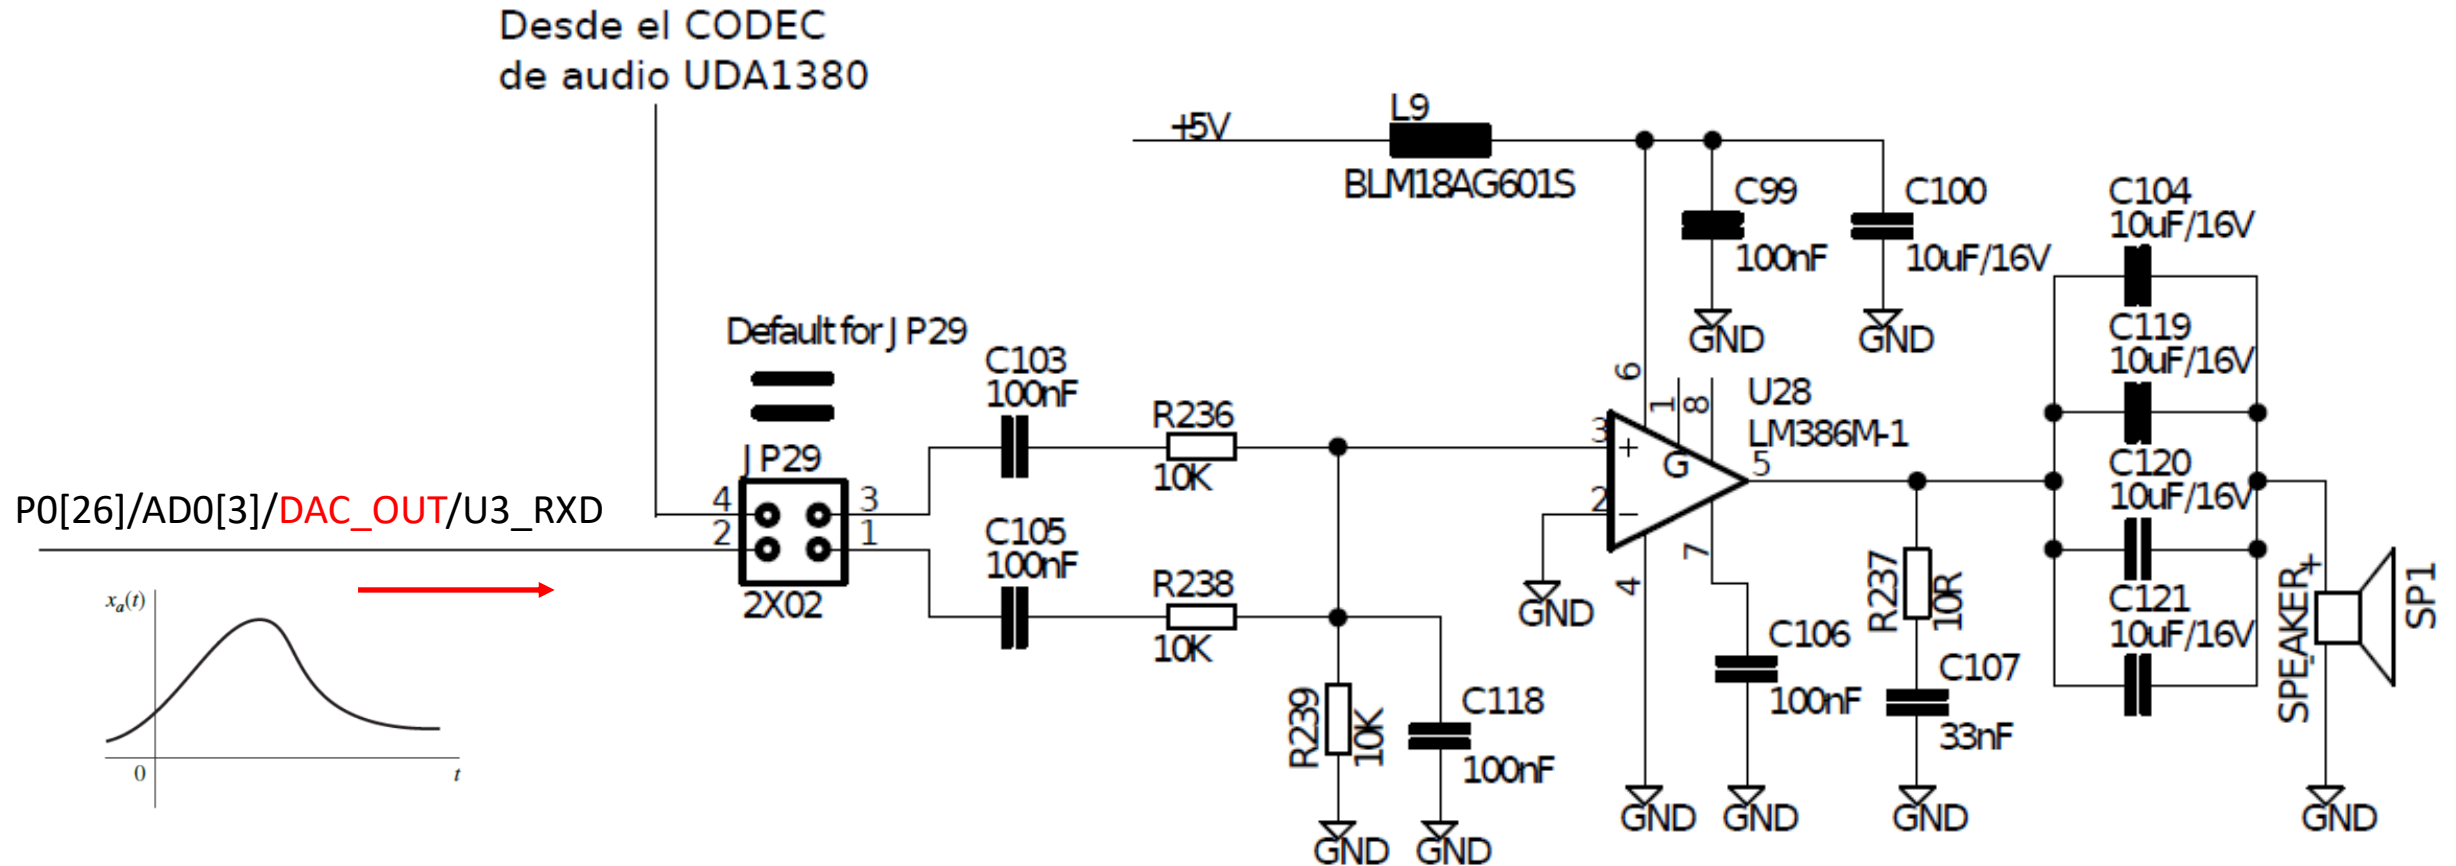 Desde el CODEC
de audio UDA1380
+5V
L9
BLM18AG601S
C99
100nF
GND
C100
10uF/16V
GND
C104
10uF/16V
C119
10uF/16V
C120
10uF/16V
C121
10uF/16V
Default for JP29
JP29
4
2
3
1
2X02
P0[26]/AD0[3]/DAC_OUT/U3_RXD
xa(t)
0
t
C103
100nF
R236
10K
C105
100nF
R238
10K
R239
10K
GND
C118
100nF
GND
6
1
8
U28
LM386M-1
3
+
G
5
2
−
GND
4
7
GND
C106
100nF
GND
R237
10R
C107
33nF
GND
SPEAKER
+
-
SP1
GND